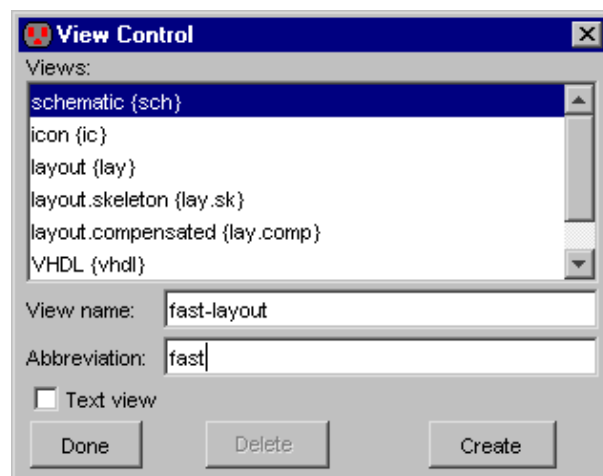 View Control
Views:
schematic {sch}
icon {ic}
layout {lay}
layout.skeleton {lay.sk}
layout.compensated {lay.comp}
VHDL {vhdl}
View name: fast-layout
Abbreviation: fast
Text view
Done Delete Create